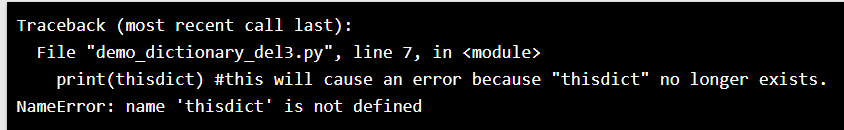 Traceback (most recent call last):
  File "demo_dictionary_del3.py", line 7, in <module>
    print(thisdict) #this will cause an error because "thisdict" no longer exists.
NameError: name 'thisdict' is not defined